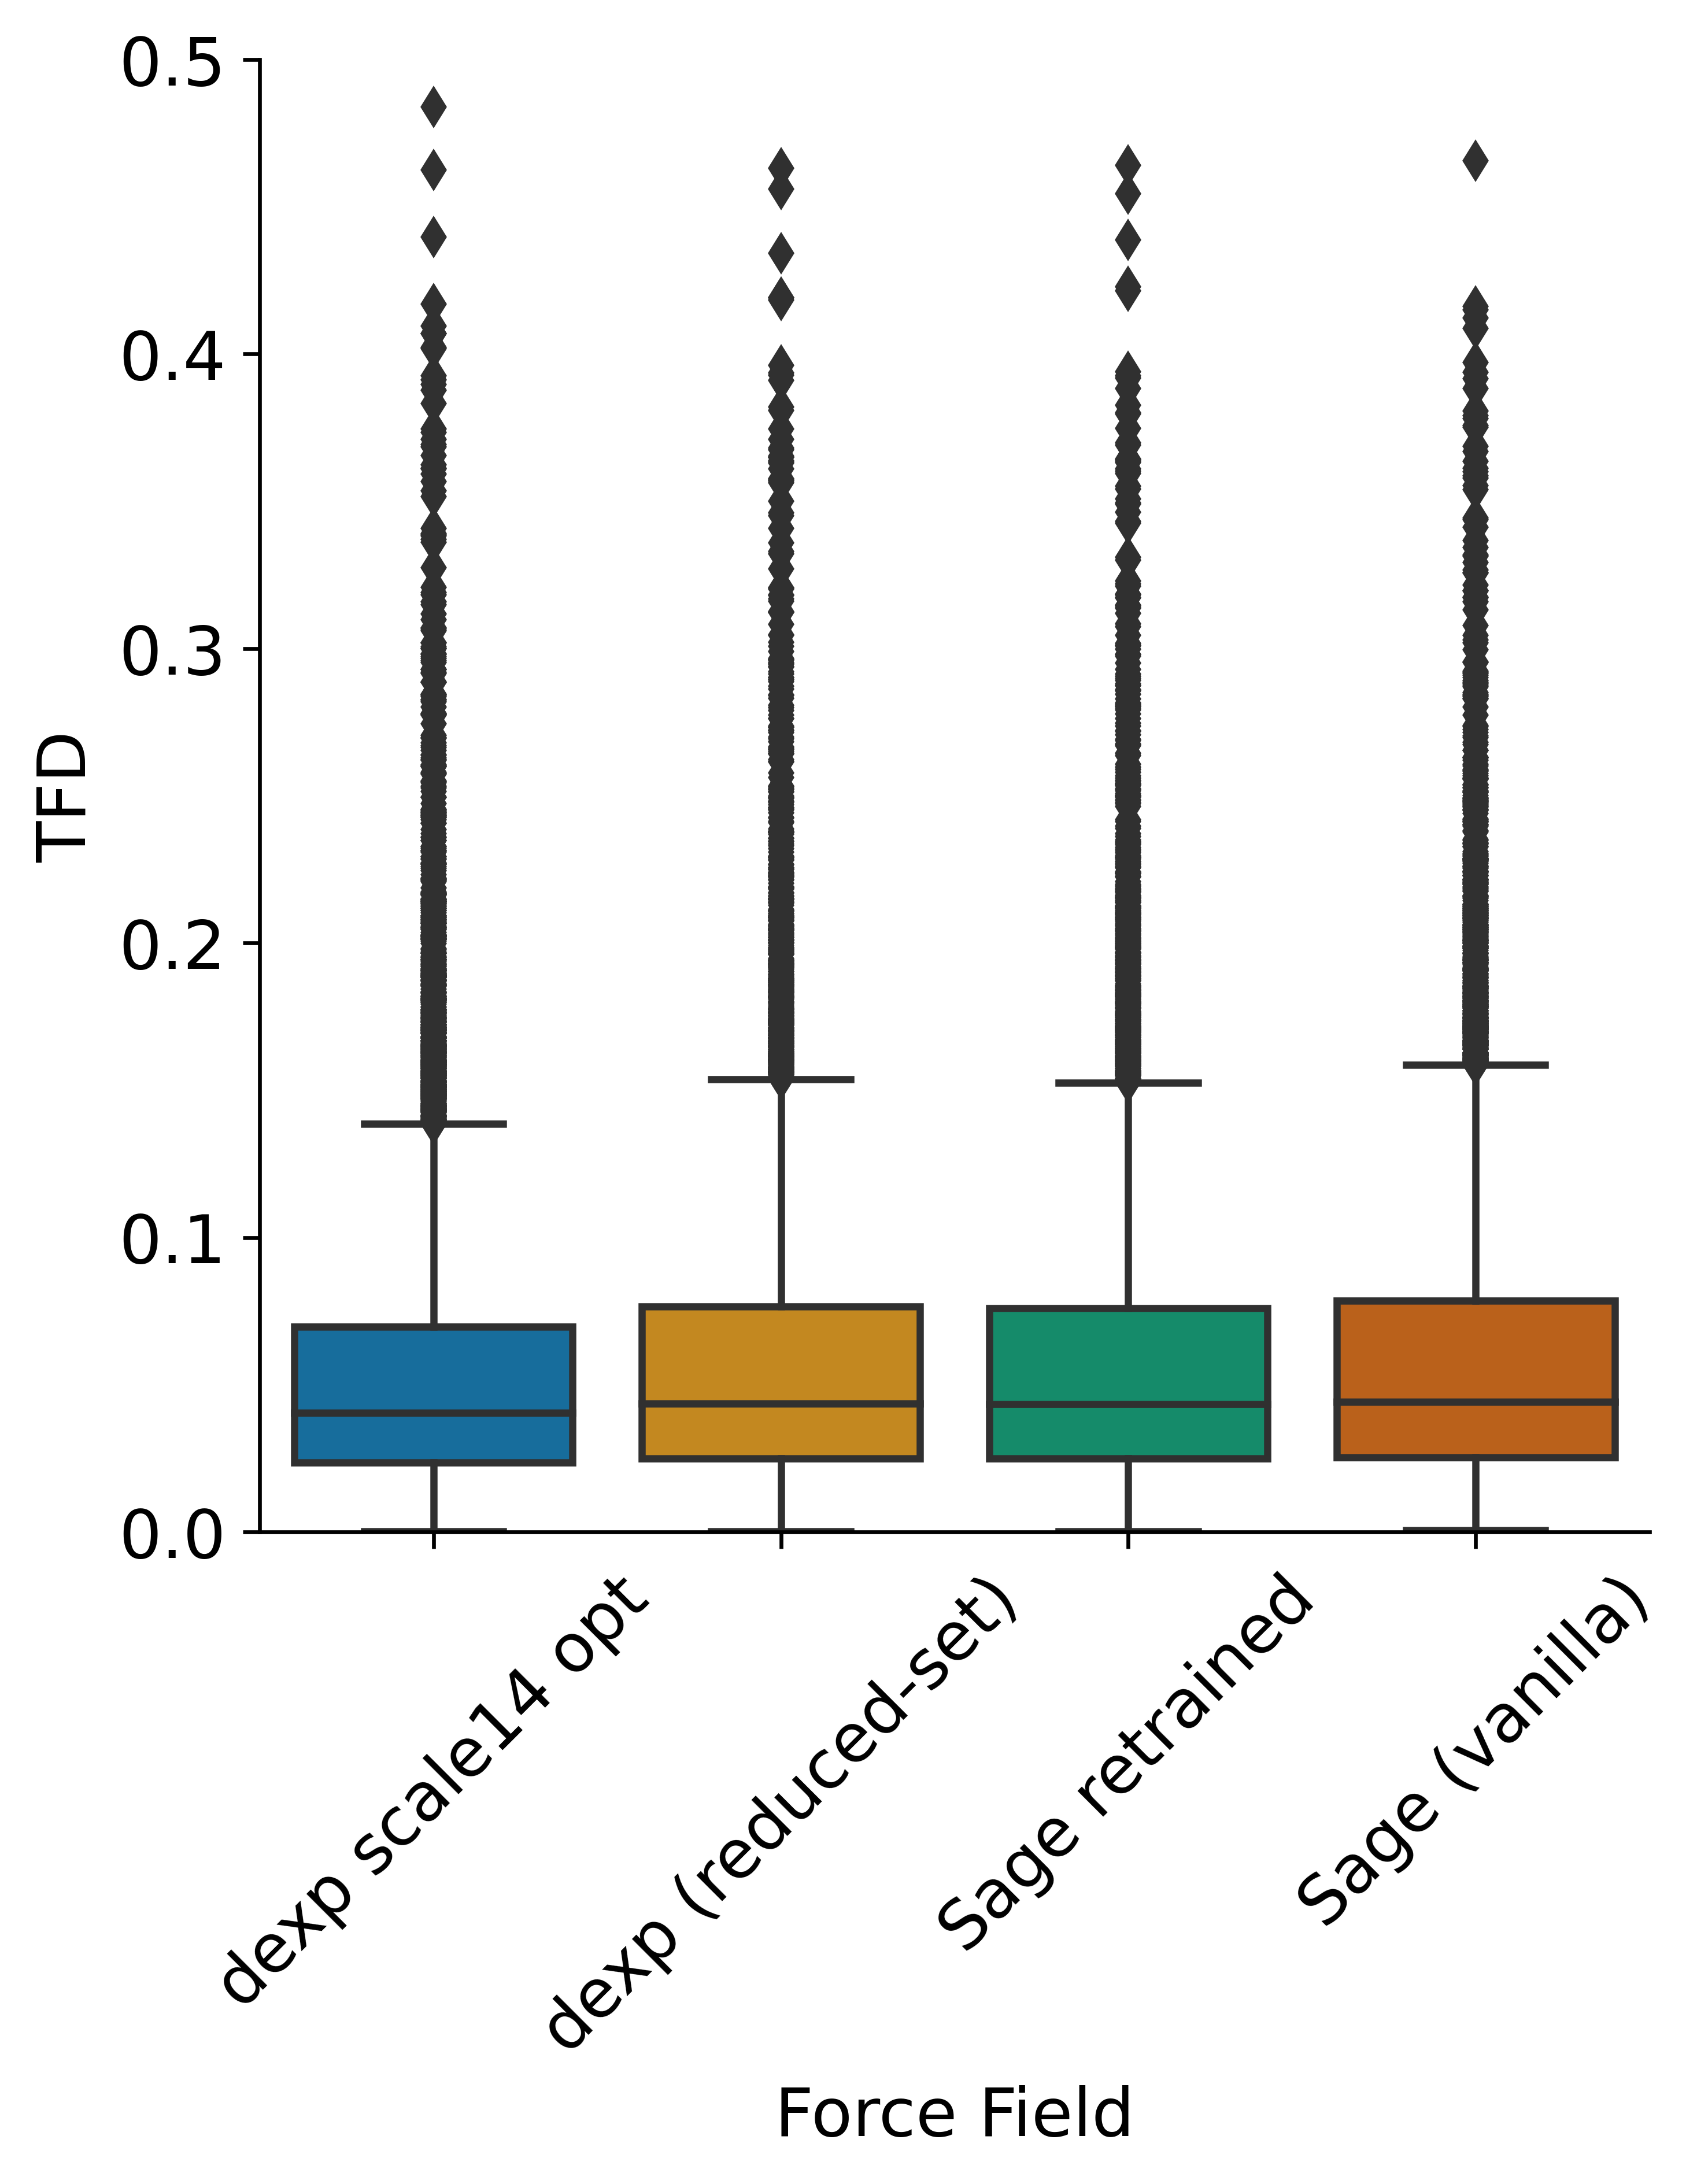 0.5
0.4
0.3
0.2
0.1
0.0
TFD
dexp scale14 opt
dexp (reduced-set)
Sage retrained
Sage (vanilla)
Force Field